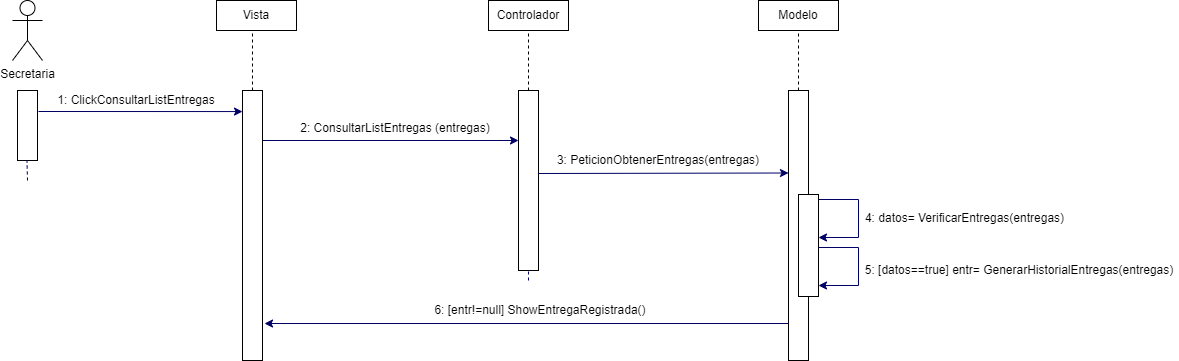 Vista
Controlador
Modelo
Secretaria
1: ClickConsultarListEntregas
2: ConsultarListEntregas (entregas)
3: PeticionObtenerEntregas(entregas)
4: datos= VerificarEntregas(entregas)
5: [datos==true] entr= GenerarHistorialEntregas(entregas)
6: [entr!=null] ShowEntregaRegistrada()